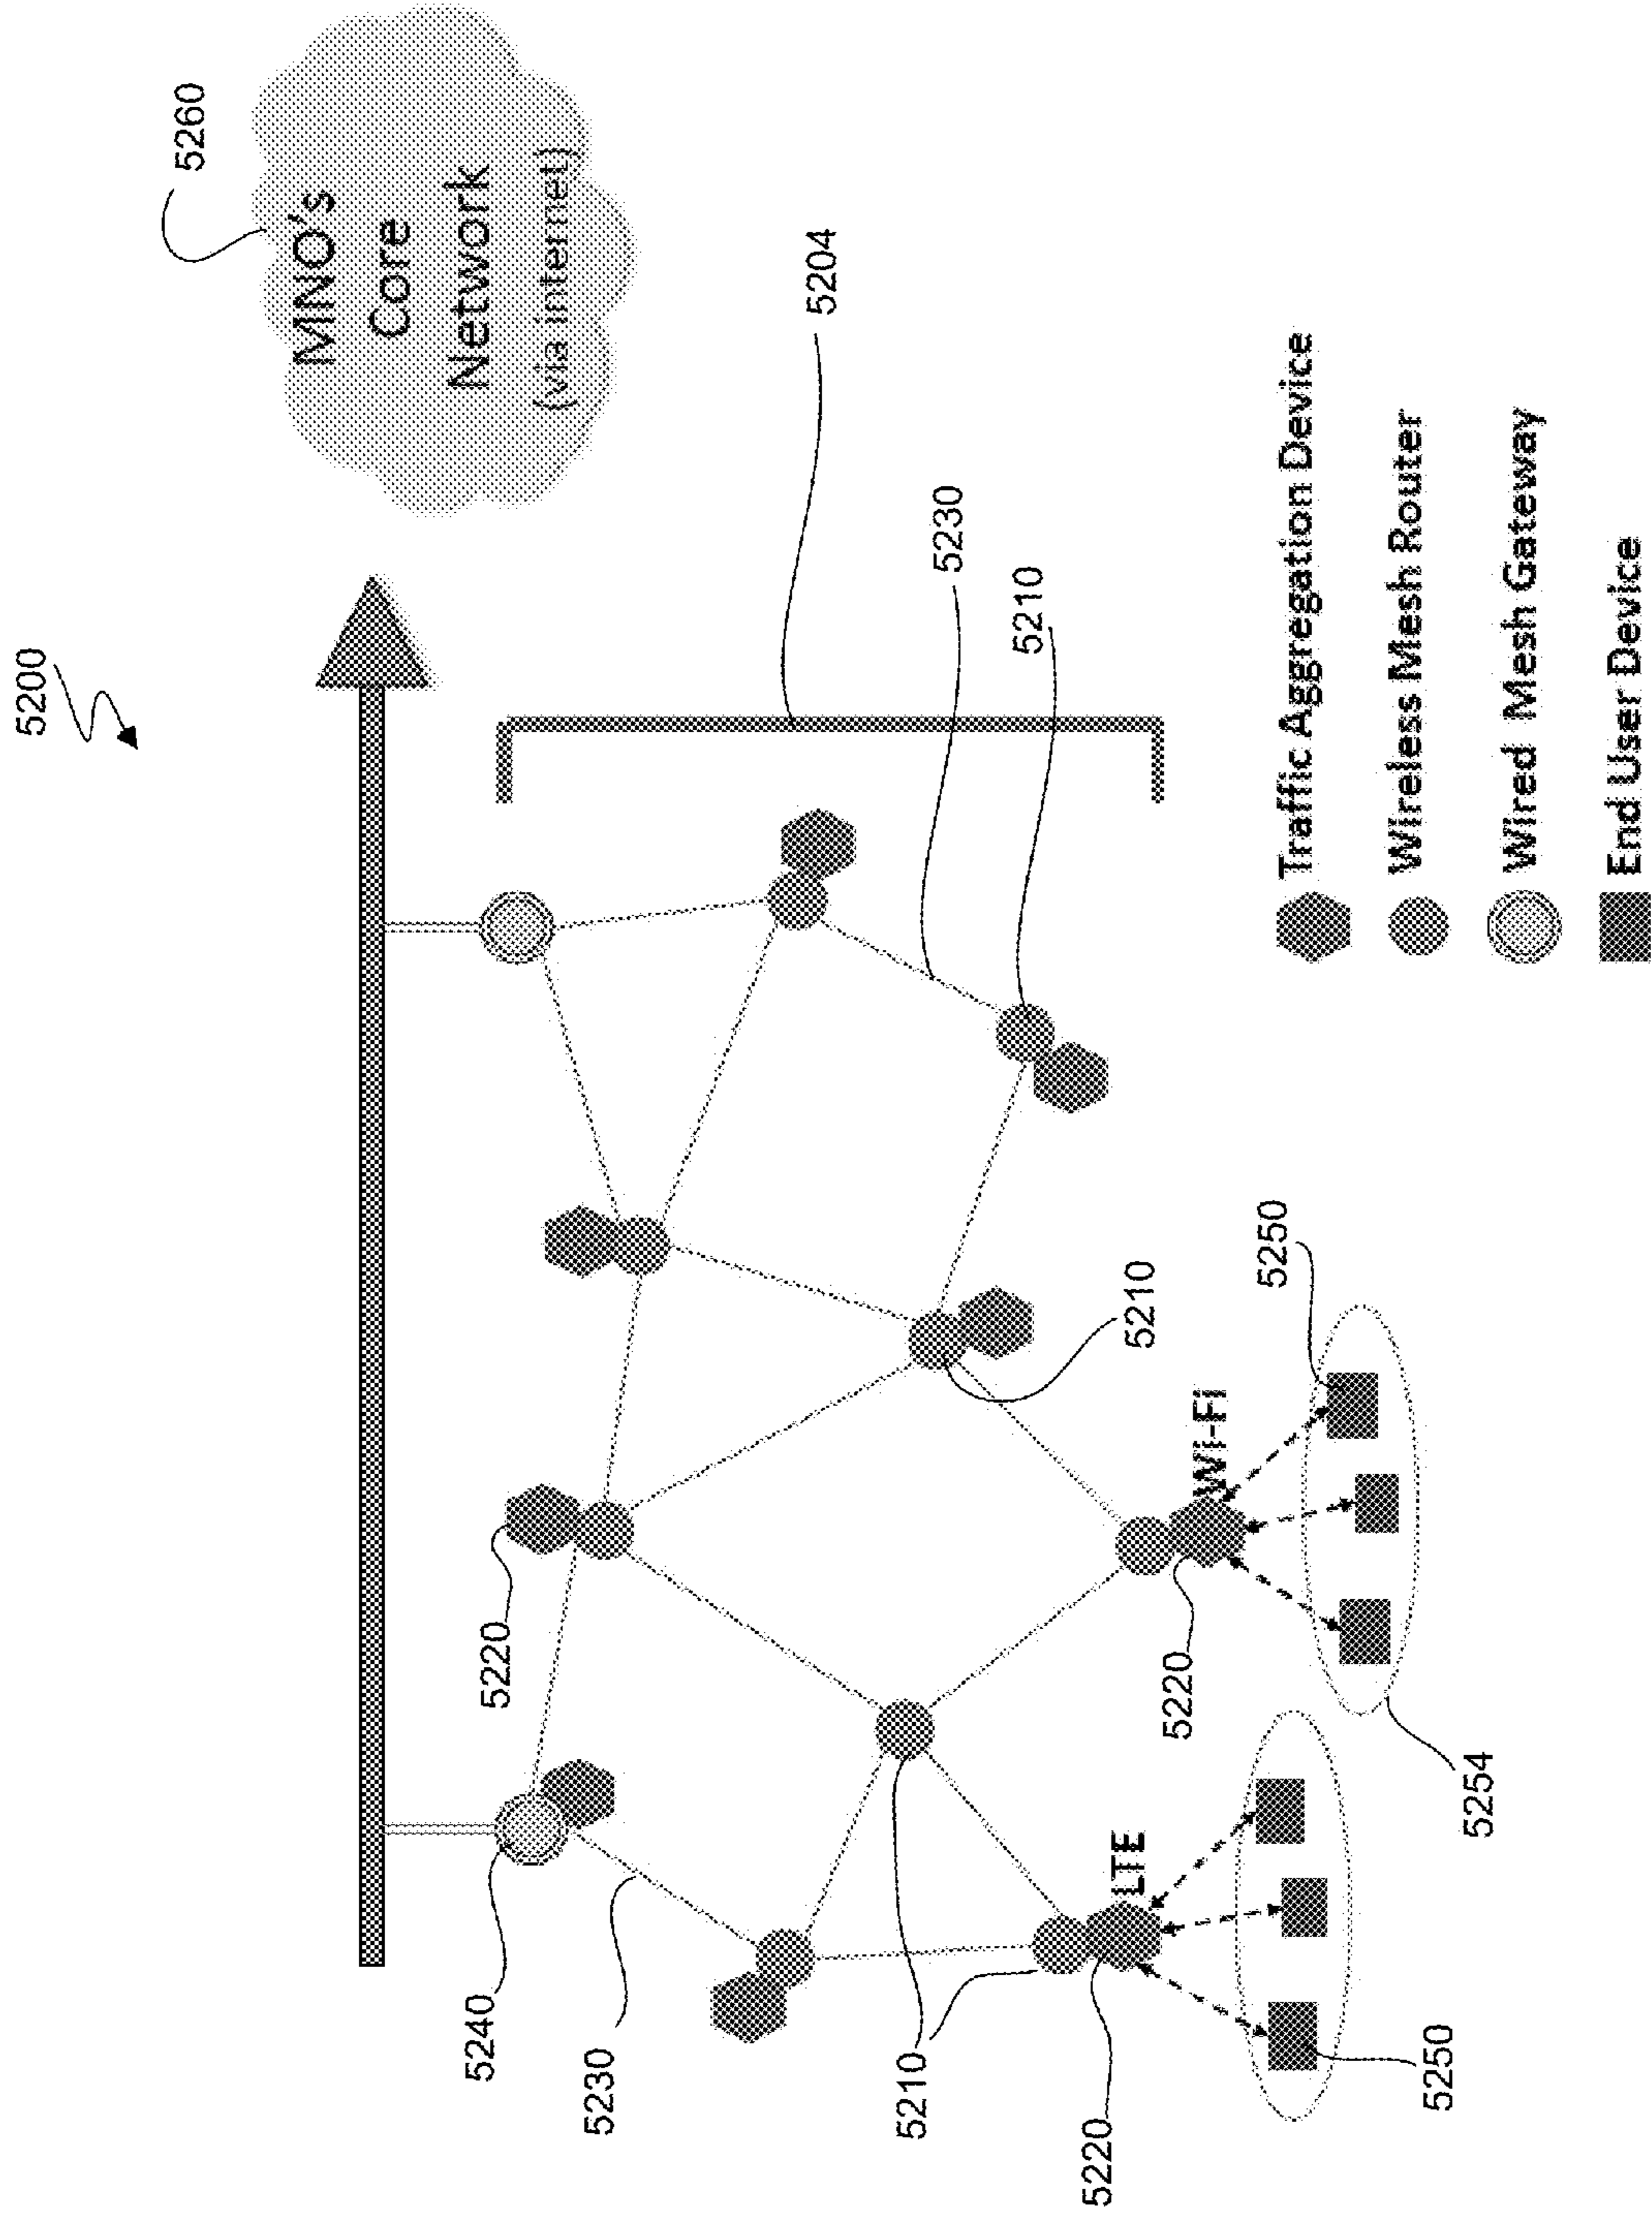 5200
5260
MNO's
Core
Network
(via internet)
5204
5230
5210
5240
5220
5230
5210
5210
5220
LTE
5220
Wi-Fi
5250
5250
5254
Traffic Aggregation Device
Wireless Mesh Router
Wired Mesh Gateway
End User Device